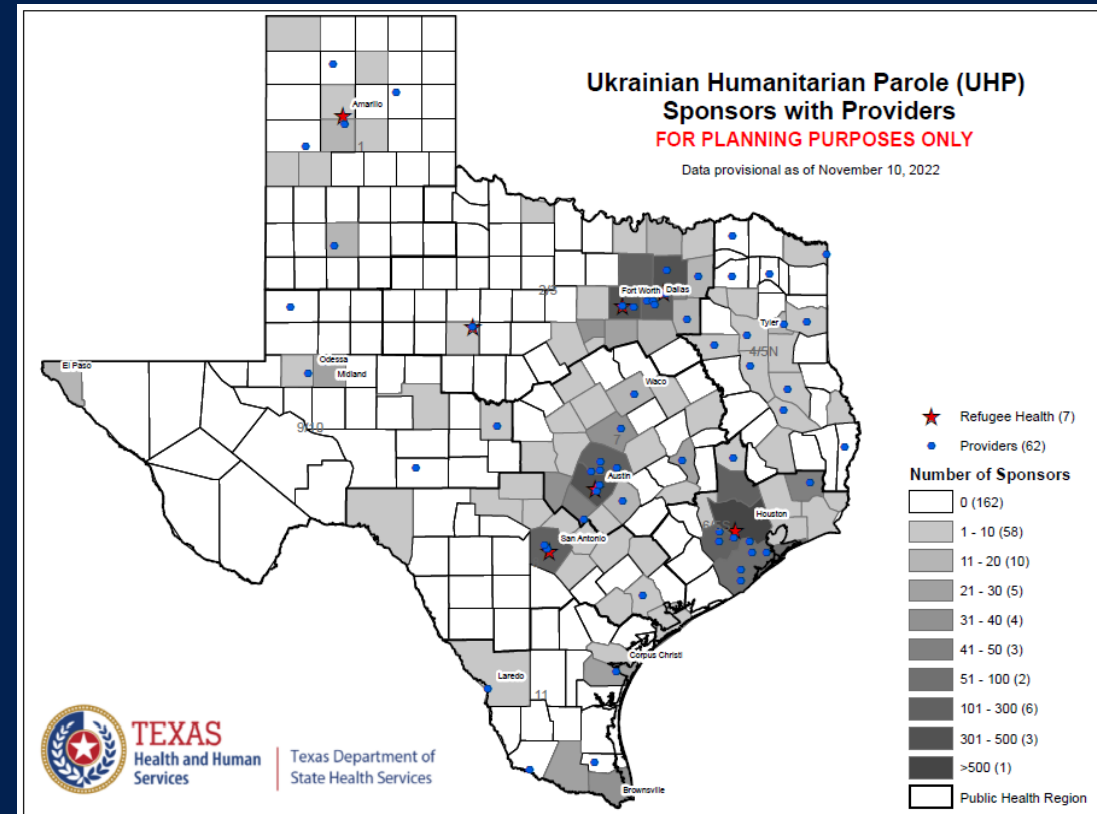 Ukrainian Humanitarian Parole (UHP)
Sponsors with Providers
FOR PLANNING PURPOSES ONLY
Data provisional as of November 10, 2022
Amarillo
1
2/3
Fort Worth
Dallas
Tyler
4/5N
El Paso
Odessa
Midland
9/10
Waco
7
Austin
Houston
San Antonio
Corpus Christi
Laredo
11
Brownsville
Refugee Health (7)
Providers (62)
Number of Sponsors
0 (162)
1 - 10 (58)
11 - 20 (10)
21 - 30 (5)
31 - 40 (4)
41 - 50 (3)
51 - 100 (2)
101 - 300 (6)
301 - 500 (3)
>500 (1)
Public Health Region
TEXAS
Health and Human
Services
Texas Department of
State Health Services